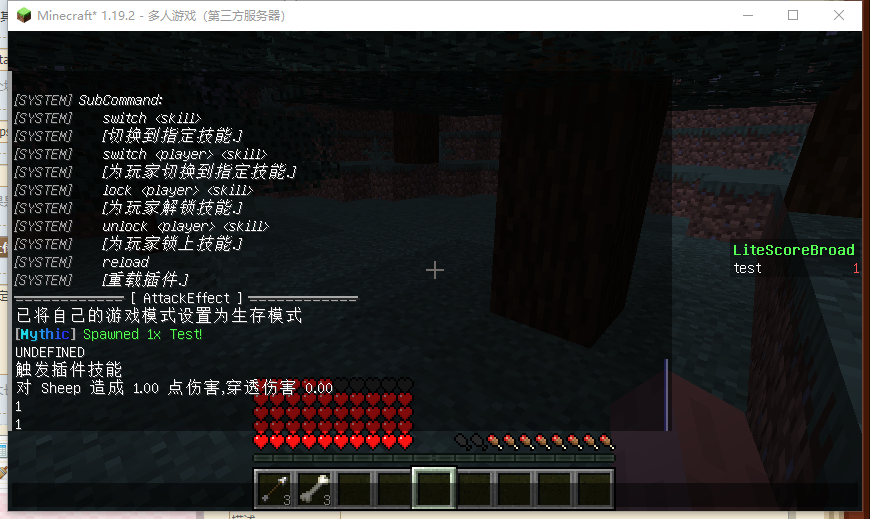 Minecraft* 1.19.2 - 多人游戏（第三方服务器）
[SYSTEM] SubCommand:
[SYSTEM] switch <skill>
[SYSTEM] [切换到指定技能.]
[SYSTEM] switch <player> <skill>
[SYSTEM] [为玩家切换到指定技能.]
[SYSTEM] lock <player> <skill>
[SYSTEM] [为玩家解锁技能.]
[SYSTEM] unlock <player> <skill>
[SYSTEM] [为玩家锁上技能.]
[SYSTEM] reload
[SYSTEM] [重载插件.]
============ [ AttackEffect ] ============
已将自己的游戏模式设置为生存模式
[Mythic] Spawned 1x Test!
UNDEFINED
触发插件技能
对 Sheep 造成 1.00 点伤害,穿透伤害 0.00
1
1
LiteScoreBroad
test 1
3 3